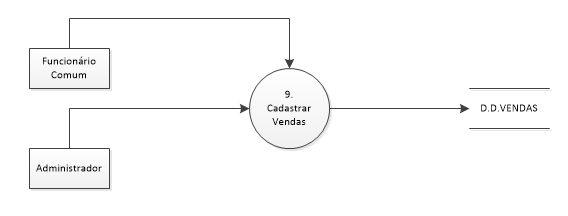 Funcionário
Comum
9.
Cadastrar
Vendas
D.D.VENDAS
Administrador